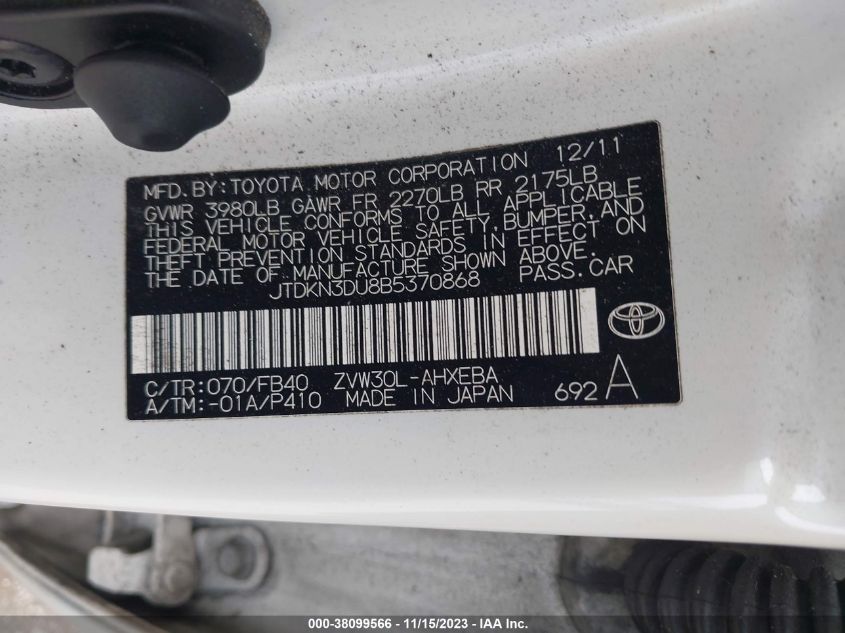 MFD. BY: TOYOTA MOTOR CORPORATION 12/11
GVWR 3980LB GAWR FR 2270LB RR 2175LB
THIS VEHICLE CONFORMS TO ALL APPLICABLE
FEDERAL MOTOR VEHICLE SAFETY, BUMPER, AND
THEFT PREVENTION STANDARDS IN EFFECT ON
THE DATE OF MANUFACTURE SHOWN ABOVE.
JTDKN3DU8B5370868 PASS.CAR
C/TR: 070/FB40 ZVW30L-AHXEBA
A/TM: -01A/P410 MADE IN JAPAN 692 A
000-38099566 - 11/15/2023 - IAA Inc.